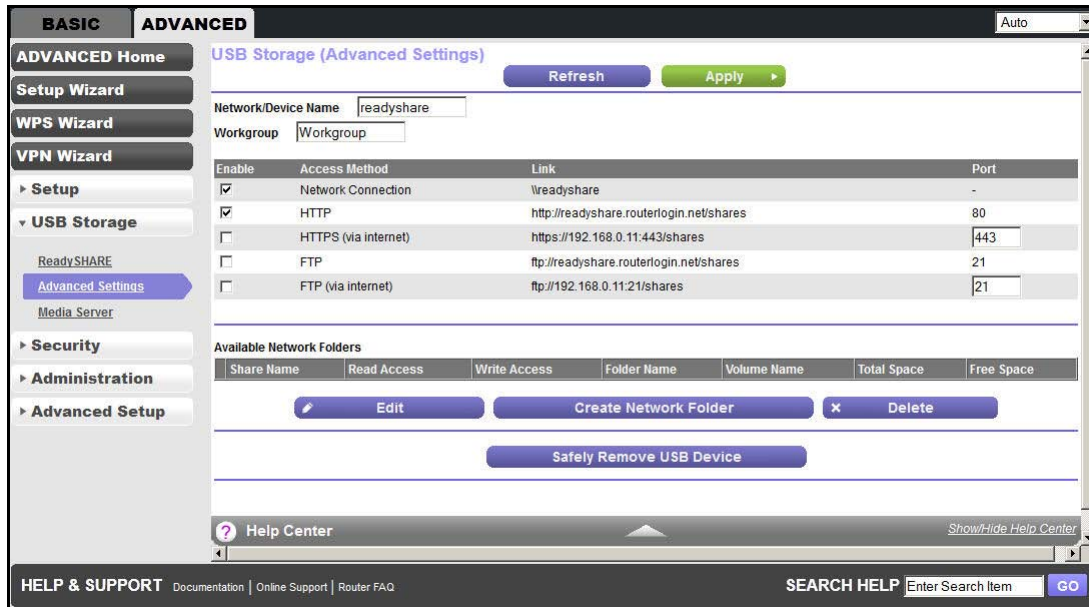 BASIC ADVANCED Auto
ADVANCED Home
Setup Wizard
WPS Wizard
VPN Wizard
Setup
USB Storage
ReadySHARE
Advanced Settings
Media Server
Security
Administration
Advanced Setup
USB Storage (Advanced Settings)
Refresh Apply
Network/Device Name readyshare
Workgroup Workgroup
Enable Access Method Link Port
Network Connection \\readyshare -
HTTP http://readyshare.routerlogin.net/shares 80
HTTPS (via internet) https://192.168.0.11:443/shares 443
FTP ftp://readyshare.routerlogin.net/shares 21
FTP (via internet) ftp://192.168.0.11:21/shares 21
Available Network Folders
Share Name Read Access Write Access Folder Name Volume Name Total Space Free Space
Edit Create Network Folder Delete
Safely Remove USB Device
? Help Center Show/Hide Help Center
HELP & SUPPORT Documentation | Online Support | Router FAQ SEARCH HELP Enter Search Item GO